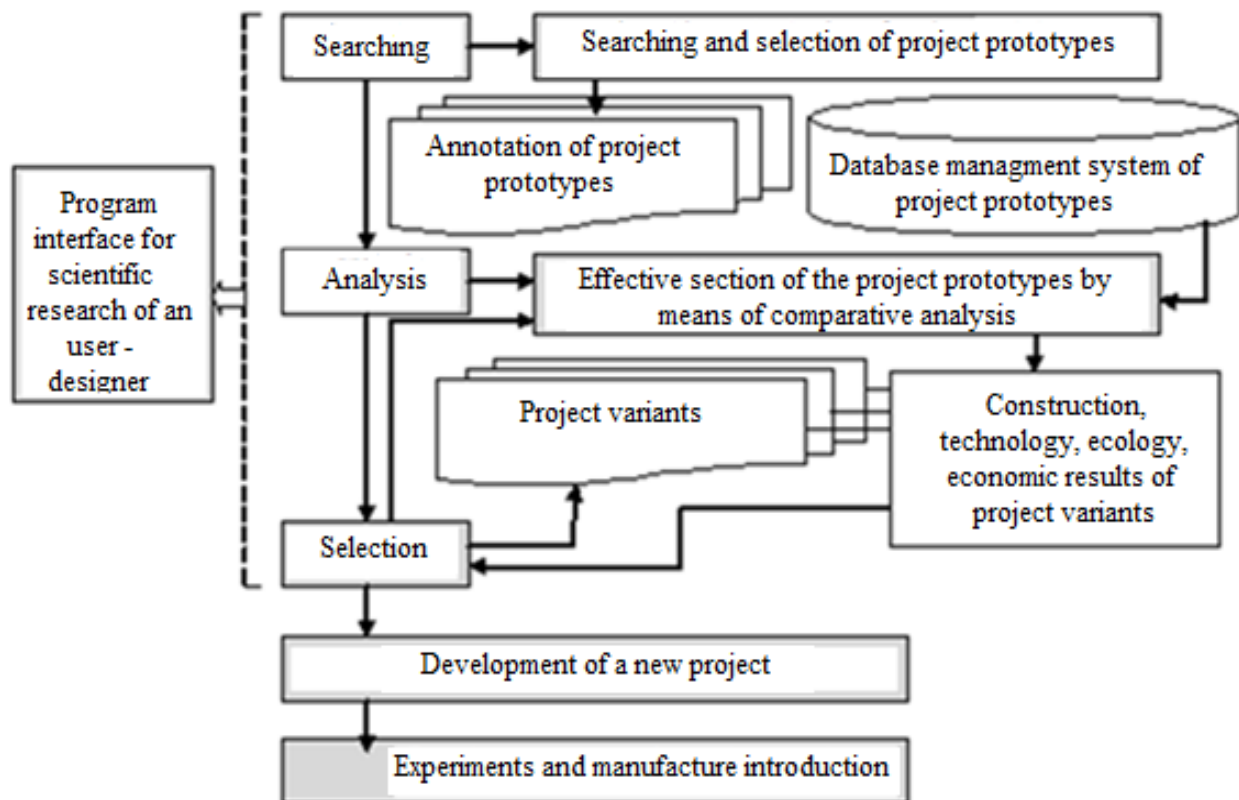 Searching
Searching and selection of project prototypes
Annotation of project
prototypes
Database managment system of
project prototypes
Program
interface for
scientific
research of an
user -
designer
Analysis
Effective section of the project prototypes by
means of comparative analysis
Project variants
Construction,
technology, ecology,
economic results of
project variants
Selection
Development of a new project
Experiments and manufacture introduction